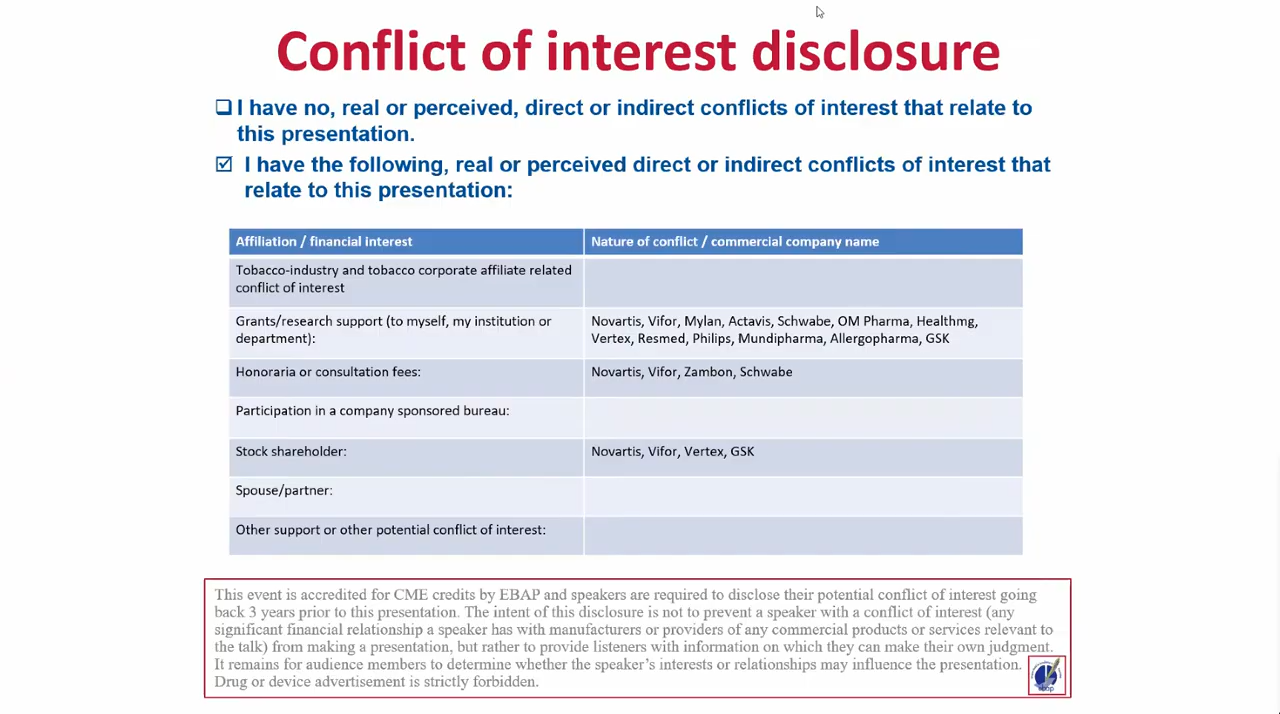 Conflict of interest disclosure
I have no, real or perceived, direct or indirect conflicts of interest that relate to
this presentation.
I have the following, real or perceived direct or indirect conflicts of interest that
relate to this presentation:
Affiliation / financial interest
Nature of conflict / commercial company name
Tobacco-industry and tobacco corporate affiliate related
conflict of interest
Grants/research support (to myself, my institution or
department):
Novartis, Vifor, Mylan, Actavis, Schwabe, OM Pharma, Healthmg,
Vertex, Resmed, Philips, Mundipharma, Allergopharma, GSK
Honoraria or consultation fees:
Novartis, Vifor, Zambon, Schwabe
Participation in a company sponsored bureau:
Stock shareholder:
Novartis, Vifor, Vertex, GSK
Spouse/partner:
Other support or other potential conflict of interest:
This event is accredited for CME credits by EBAP and speakers are required to disclose their potential conflict of interest going
back 3 years prior to this presentation. The intent of this disclosure is not to prevent a speaker with a conflict of interest (any
significant financial relationship a speaker has with manufacturers or providers of any commercial products or services relevant to
the talk) from making a presentation, but rather to provide listeners with information on which they can make their own judgment.
It remains for audience members to determine whether the speaker's interests or relationships may influence the presentation.
Drug or device advertisement is strictly forbidden.
ebap